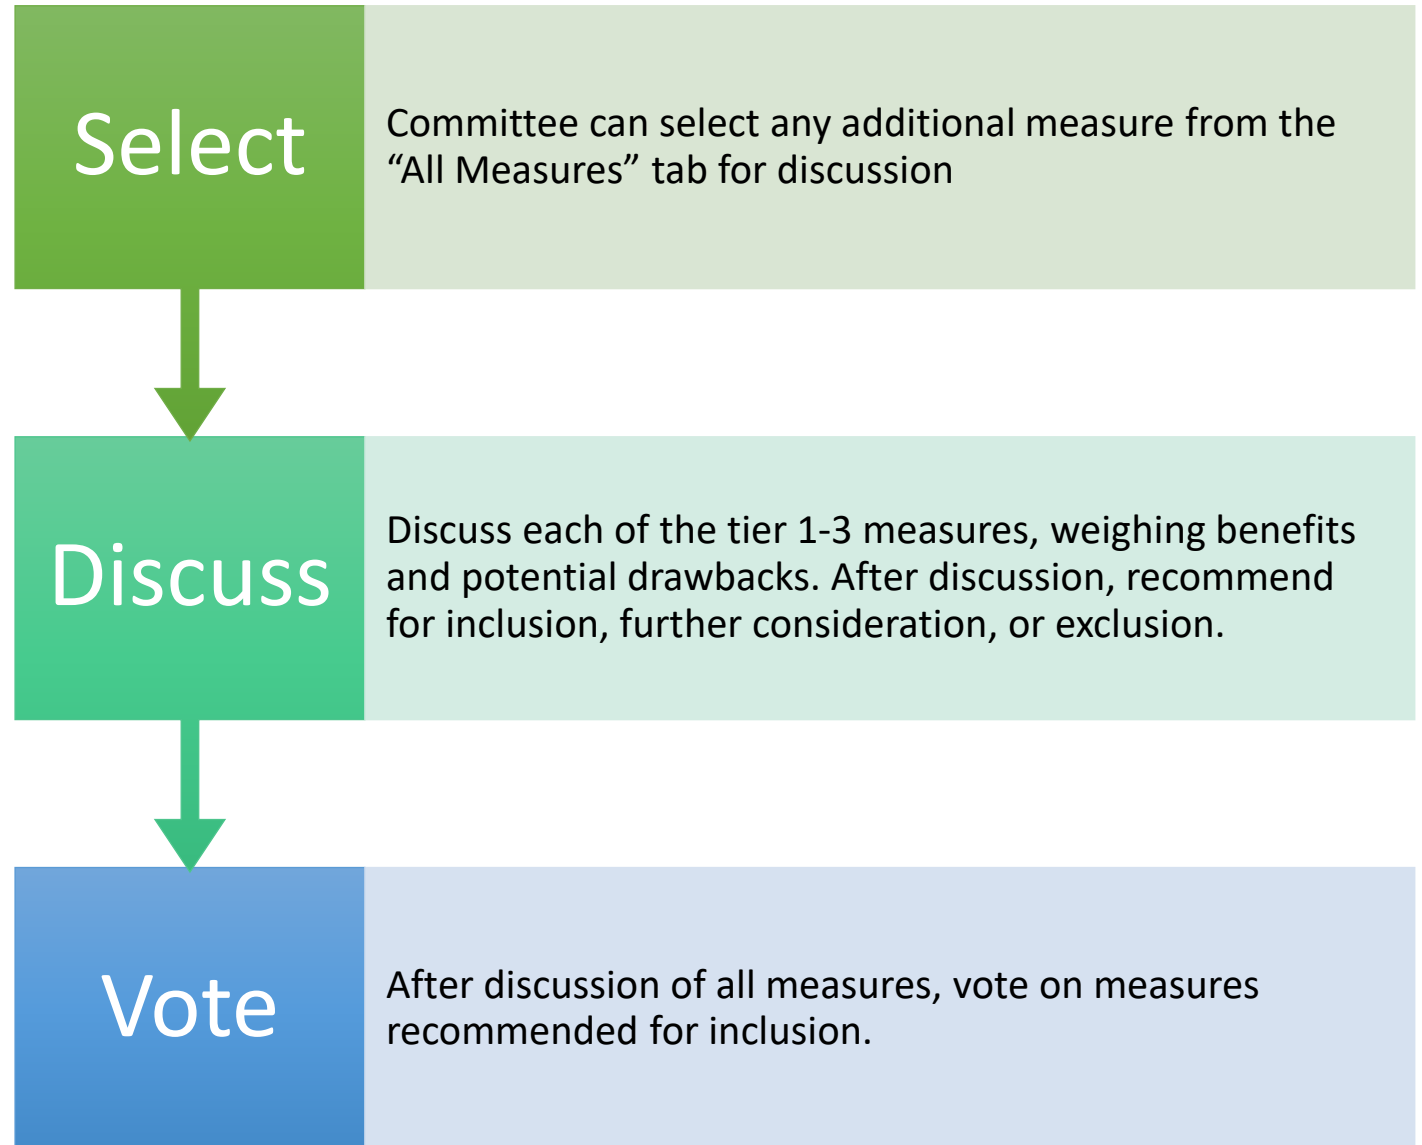 Select
Committee can select any additional measure from the
“All Measures” tab for discussion
Discuss
Discuss each of the tier 1-3 measures, weighing benefits
and potential drawbacks. After discussion, recommend
for inclusion, further consideration, or exclusion.
Vote
After discussion of all measures, vote on measures
recommended for inclusion.